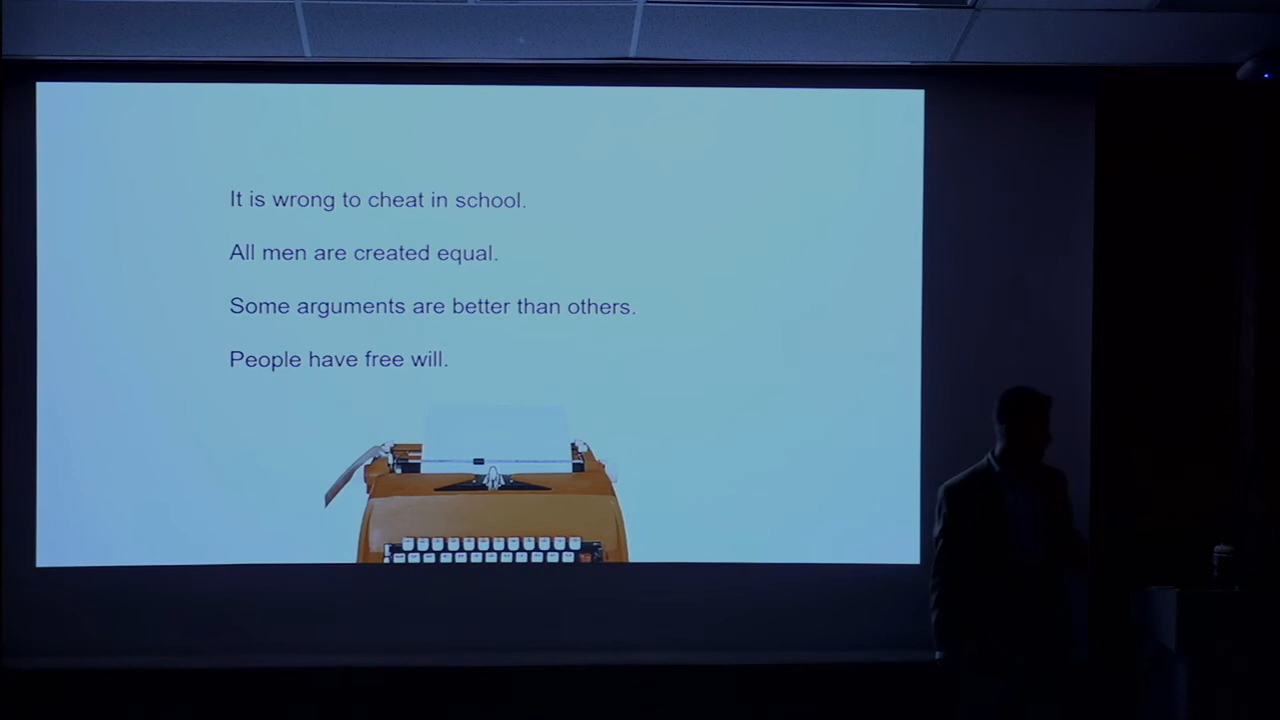 It is wrong to cheat in school.
All men are created equal.
Some arguments are better than others.
People have free will.